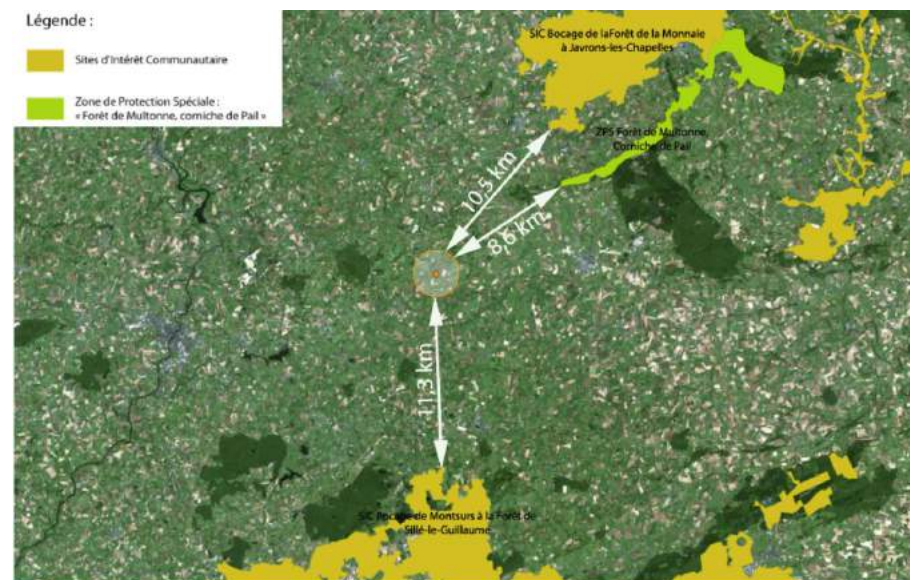 Légende :
Sites d'Intérêt Communautaire
Zone de Protection Spéciale :
« Forêt de Multonne, corniche de Pail »
SIC Bocage de laForêt de la Monnaie
à Javrons-les-Chapelles
ZPS Forêt de Multonne,
Corniche de Pail
10.5 km
8,6 km
11.3 km
SIC Bocage de Montsurs à la Forêt de
Sillé-le-Guillaume